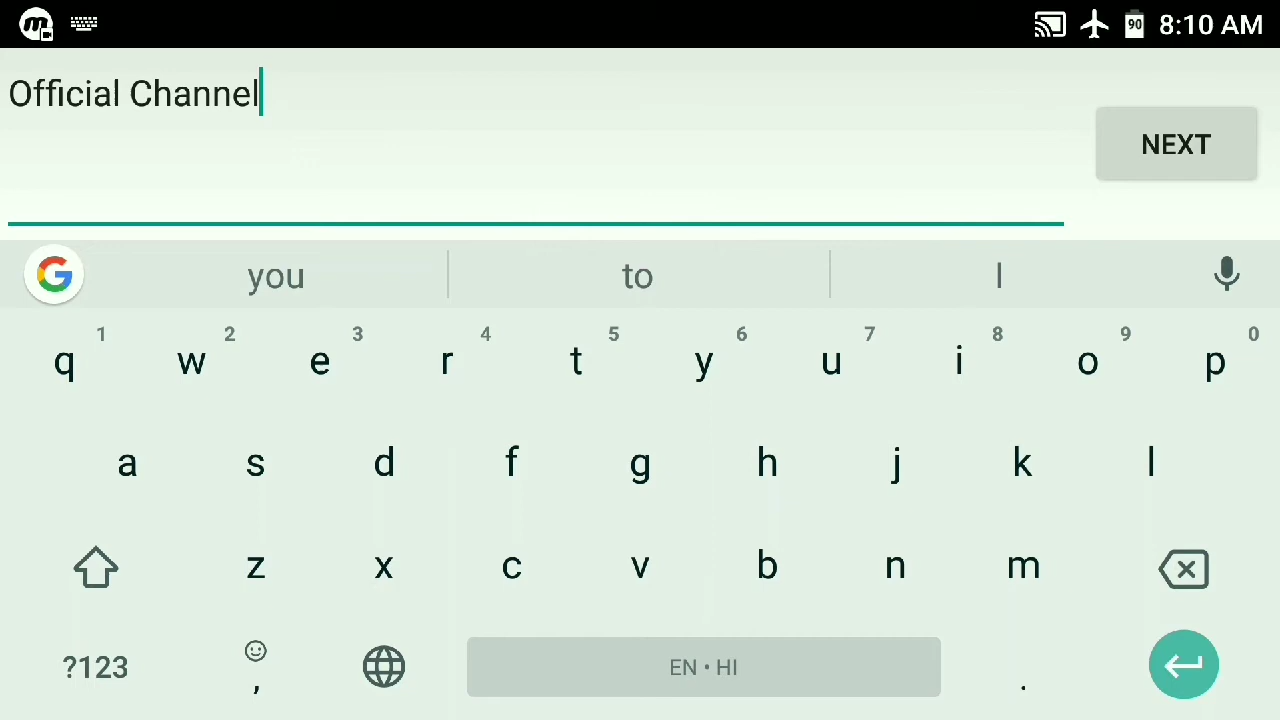 m 90 8:10 AM
Official Channel
NEXT
G you to I
1 2 3 4 5 6 7 8 9 0
q w e r t y u i o p
a s d f g h j k l
z x c v b n m
?123 , EN • HI .